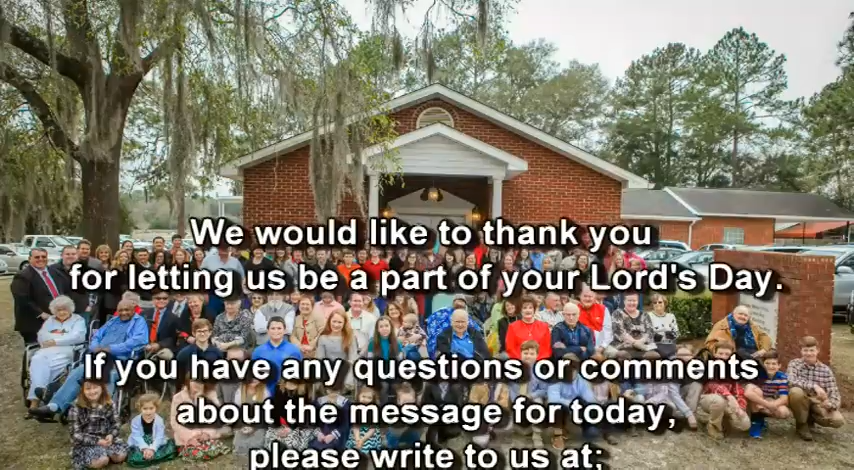 We would like to thank you
for letting us be a part of your Lord's Day.
If you have any questions or comments
about the message for today,
please write to us at;